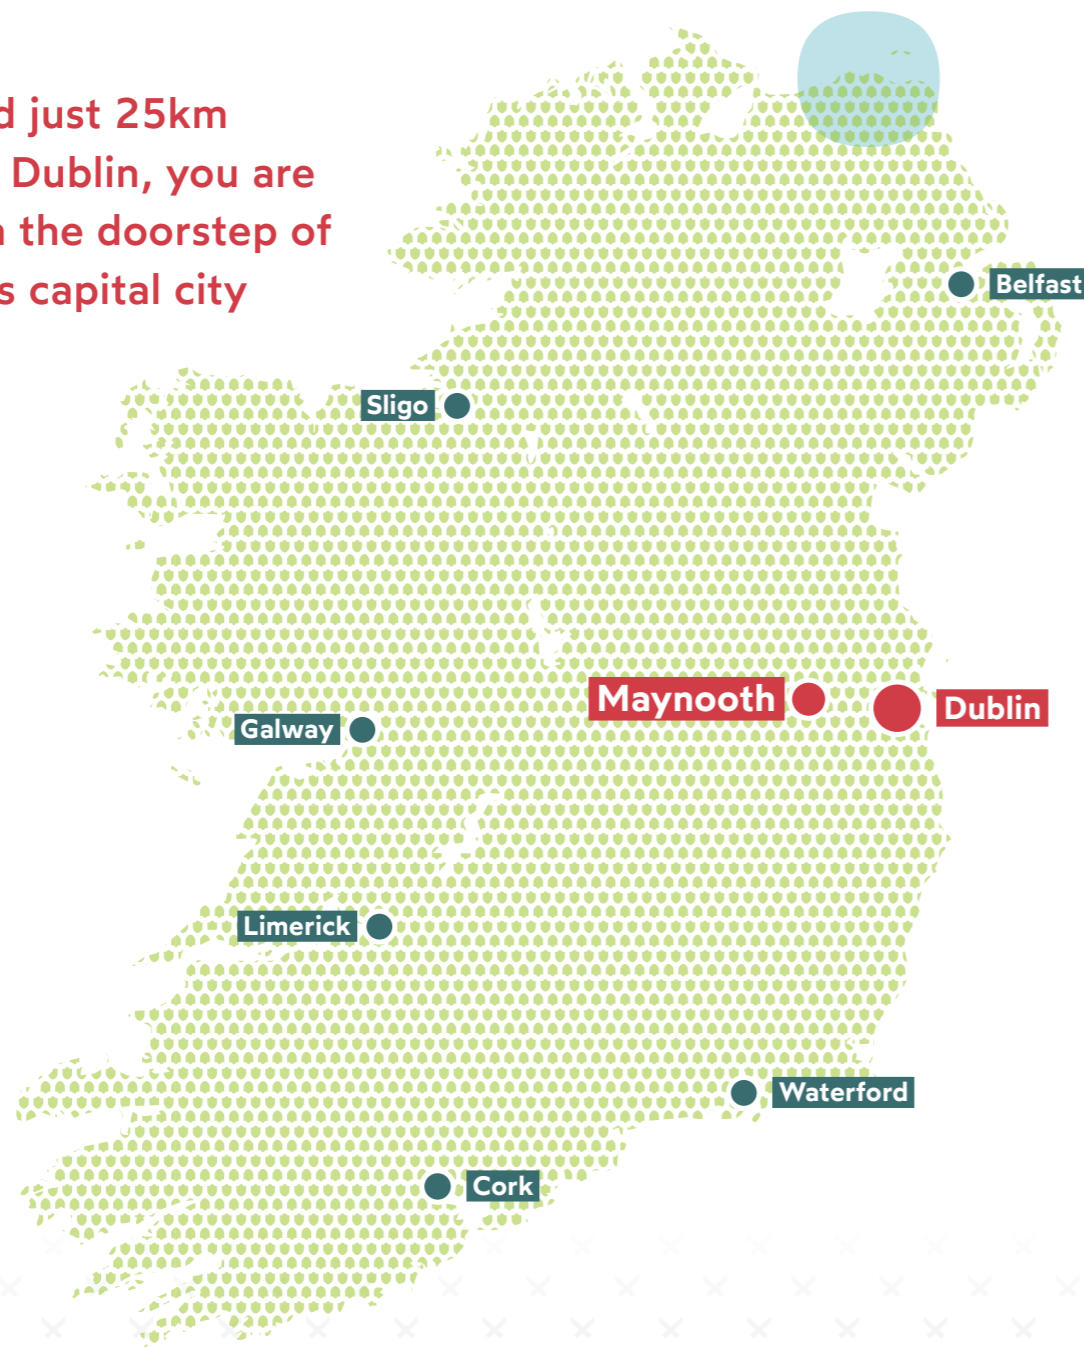 d just 25km
Dublin, you are
the doorstep of
s capital city
Belfast
Sligo
Maynooth
Dublin
Galway
Limerick
Waterford
Cork